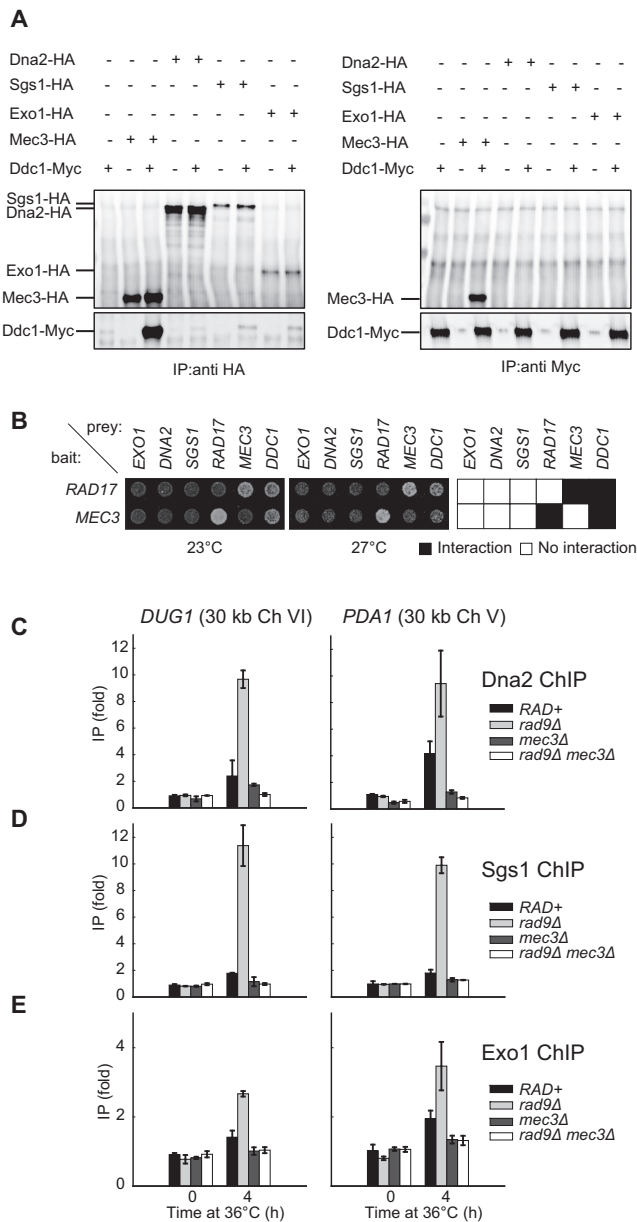 A
Dna2-HA - - - + + - - - -
Sgs1-HA - - - - - + + - -
Exo1-HA - - - - - - - + +
Mec3-HA - + + - - - - - -
Ddc1-Myc + - + - + - + - +
Sgs1-HA
Dna2-HA
Exo1-HA
Mec3-HA
Ddc1-Myc
IP:anti HA
Dna2-HA - - - + + - - - -
Sgs1-HA - - - - - + + - -
Exo1-HA - - - - - - - + +
Mec3-HA - + + - - - - - -
Ddc1-Myc + - + - + - + - +
Mec3-HA
Ddc1-Myc
IP:anti Myc
B
prey:
bait:
EXO1 DNA2 SGS1 RAD17 MEC3 DDC1
EXO1 DNA2 SGS1 RAD17 MEC3 DDC1
EXO1 DNA2 SGS1 RAD17 MEC3 DDC1
RAD17
MEC3
23°C
27°C
Interaction
No interaction
C
DUG1 (30 kb Ch VI)
PDA1 (30 kb Ch V)
IP (fold)
12
10
8
6
4
2
0
Dna2 ChIP
RAD+
rad9Δ
mec3Δ
rad9Δ mec3Δ
D
IP (fold)
12
10
8
6
4
2
0
Sgs1 ChIP
RAD+
rad9Δ
mec3Δ
rad9Δ mec3Δ
E
IP (fold)
4
2
0
Exo1 ChIP
RAD+
rad9Δ
mec3Δ
rad9Δ mec3Δ
0 4
Time at 36°C (h)
0 4
Time at 36°C (h)